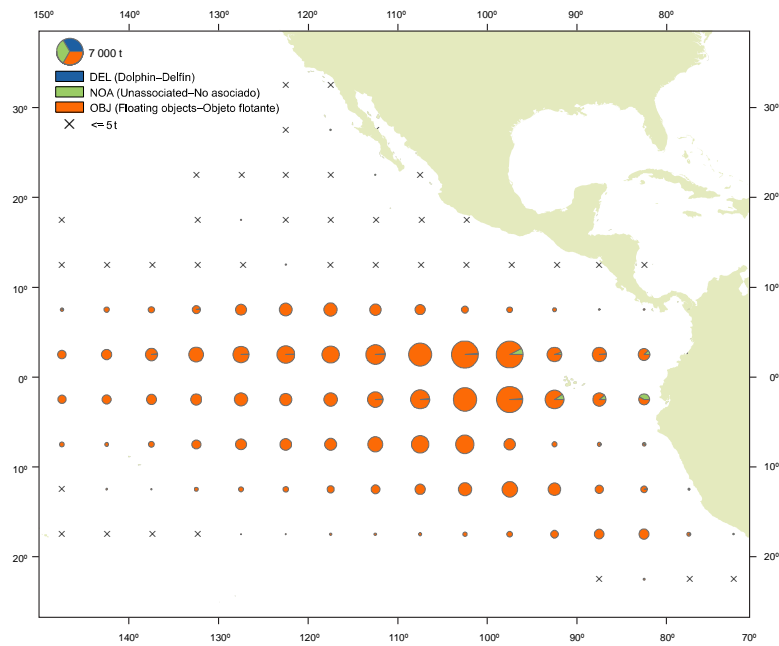 150º 140º 130º 120º 110º 100º 90º 80º
7 000 t
DEL (Dolphin–Delfin)
NOA (Unassociated–No asociado)
OBJ (Floating objects–Objeto flotante)
<= 5 t
30º 30º
20º 20º
10º 10º
0º 0º
10º 10º
20º 20º
140º 130º 120º 110º 100º 90º 80º 70º